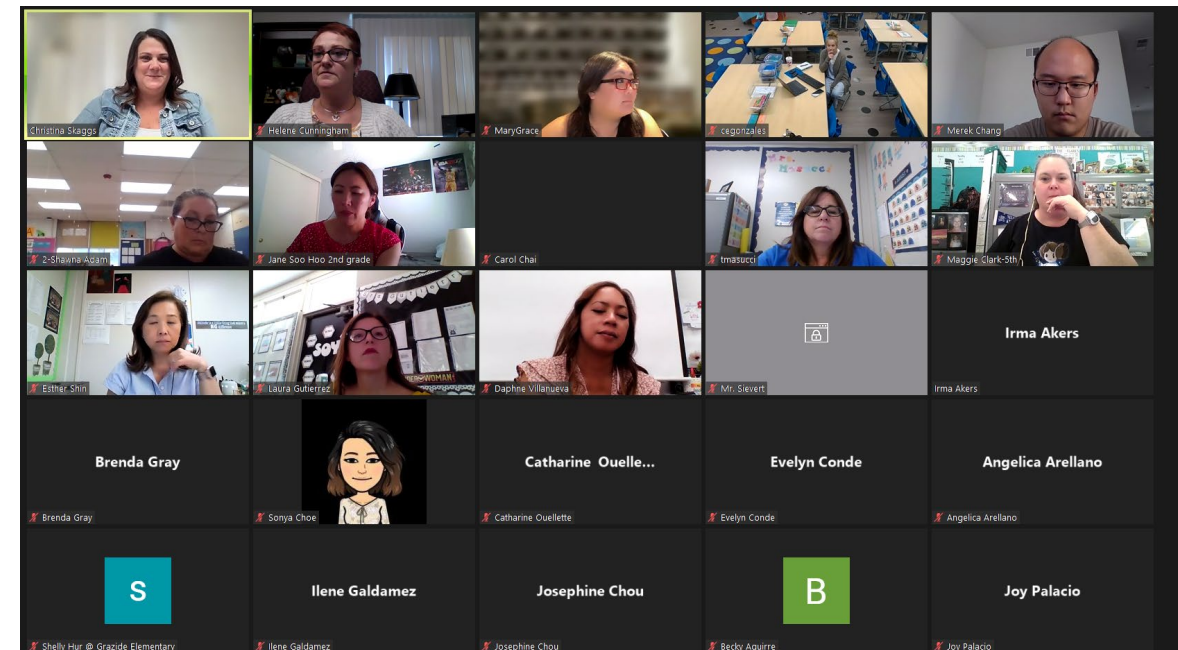 Christina Skaggs
Helene Cunningham
MaryGrace
cegonzales
Merek Chang
2-Shawna Adam
Jane Soo Hoo 2nd grade
Carol Chai
tmasucci
Maggie Clark-5th
Esther Shin
Laura Gutierrez
Daphne Villanueva
Mr. Sievert
Irma Akers
Irma Akers
Brenda Gray
Brenda Gray
Sonya Choe
Catharine Ouelle...
Catharine Ouellette
Evelyn Conde
Evelyn Conde
Angelica Arellano
Angelica Arellano
S
Shelly Hur @ Grazide Elementary
Ilene Galdamez
Ilene Galdamez
Josephine Chou
Josephine Chou
B
Becky Aguirre
Joy Palacio
Joy Palacio